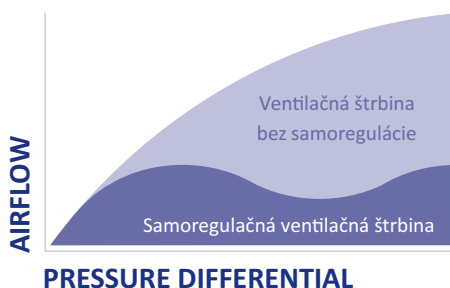 AIRFLOW
Ventilačná štrbina
bez samoregulácie
Samoregulačná ventilačná štrbina
PRESSURE DIFFERENTIAL